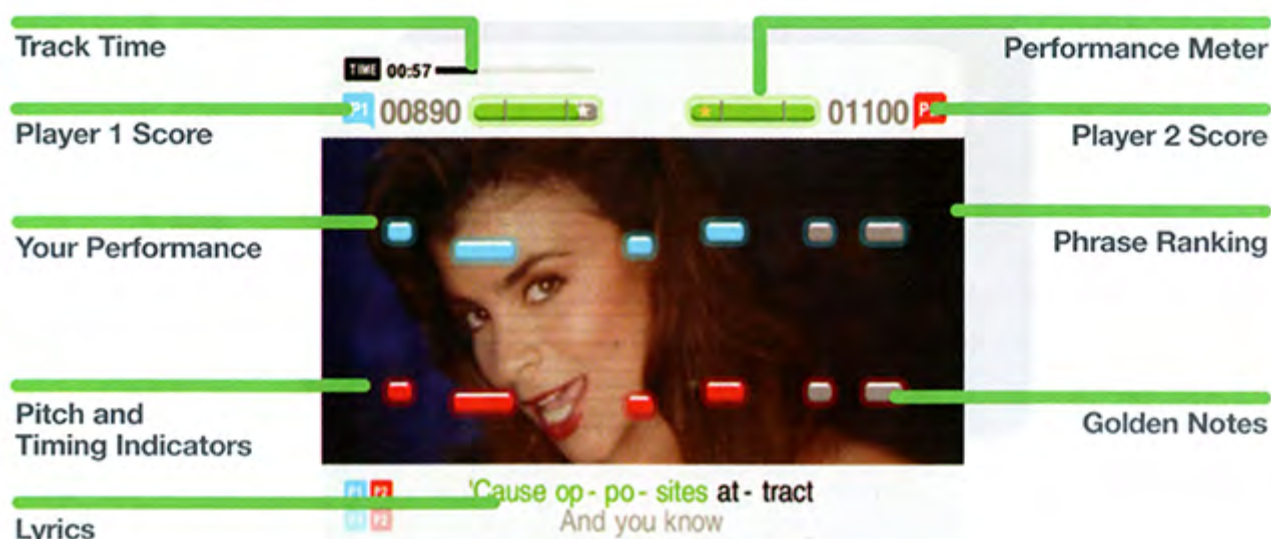 Track Time
Performance Meter
TIME 00:57
P1 00890
01100 P2
Player 1 Score
Player 2 Score
Your Performance
Phrase Ranking
Pitch and
Timing Indicators
Golden Notes
P1 P2 'Cause op - po - sites at - tract
P1 P2 And you know
Lyrics